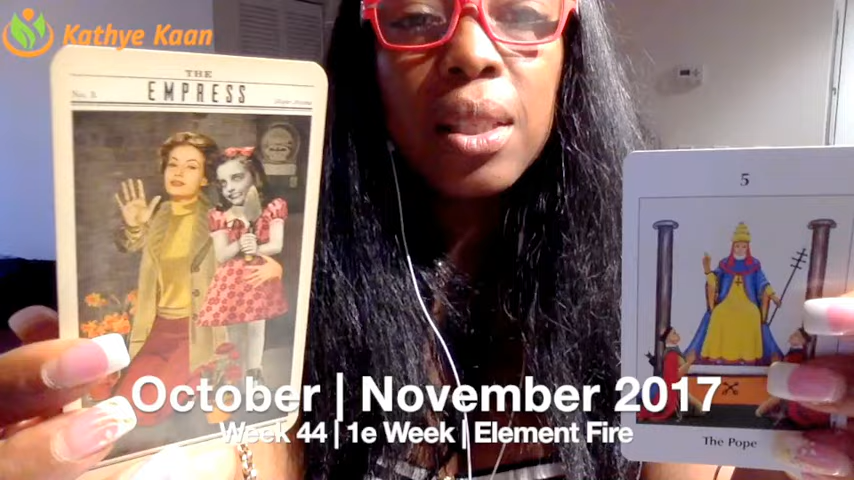 Kathye Kaan
THE
No. 3.
EMPRESS
5
October | November 2017
Week 44 | 1e Week | Element Fire
The Pope